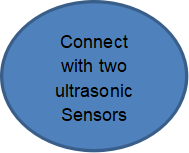 Connect
with two
ultrasonic
Sensors